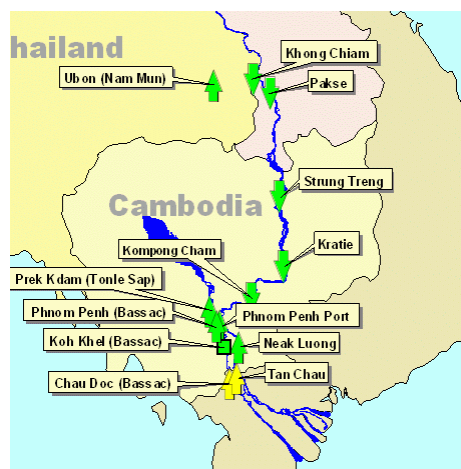 hailand
Khong Chiam
Ubon (Nam Mun)
Pakse
Strung Treng
Cambodia
Kompong Cham
Kratie
Prek Kdam (Tonle Sap)
Phnom Penh (Bassac)
Phnom Penh Port
Koh Khel (Bassac)
Neak Luong
Tan Chau
Chau Doc (Bassac)